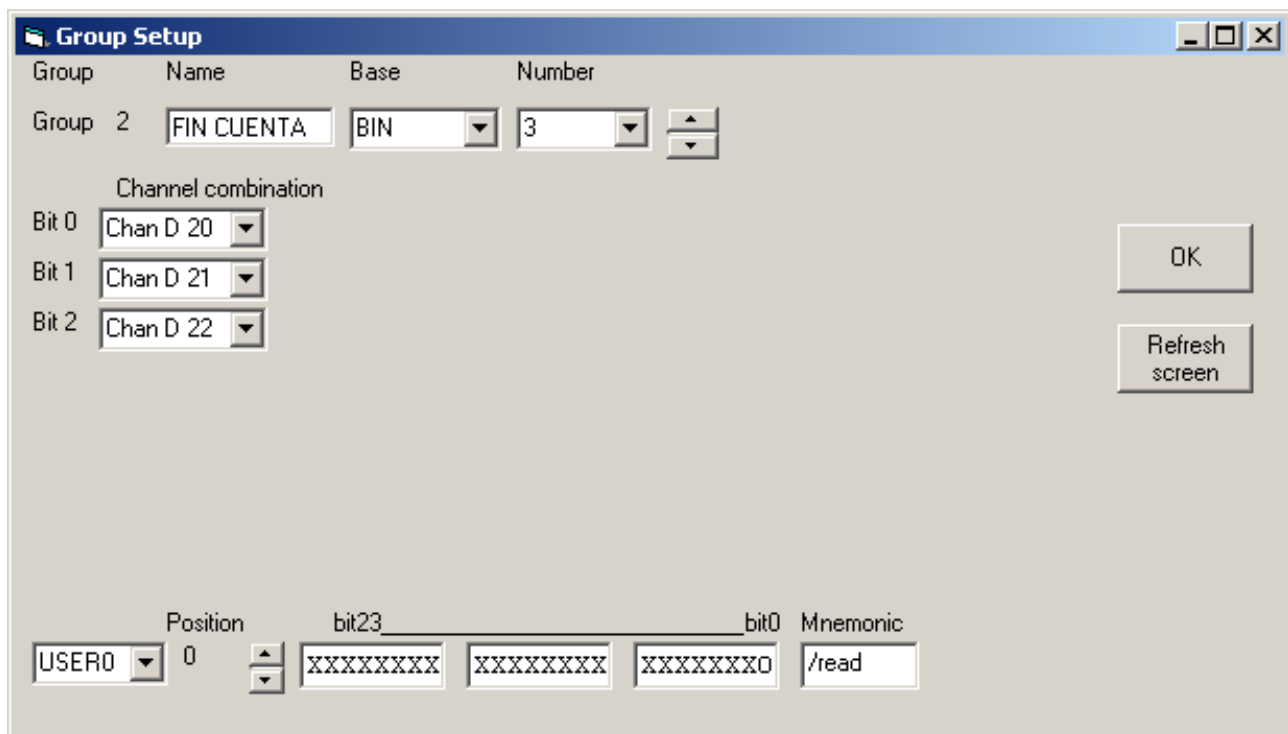 Group Setup
Group Name Base Number
Group 2 FIN CUENTA BIN 3
Channel combination
Bit 0 Chan D 20
Bit 1 Chan D 21
Bit 2 Chan D 22
OK
Refresh
screen
Position bit23 bit0 Mnemonic
USER0 0 XXXXXXXX XXXXXXXX XXXXXXX0 /read